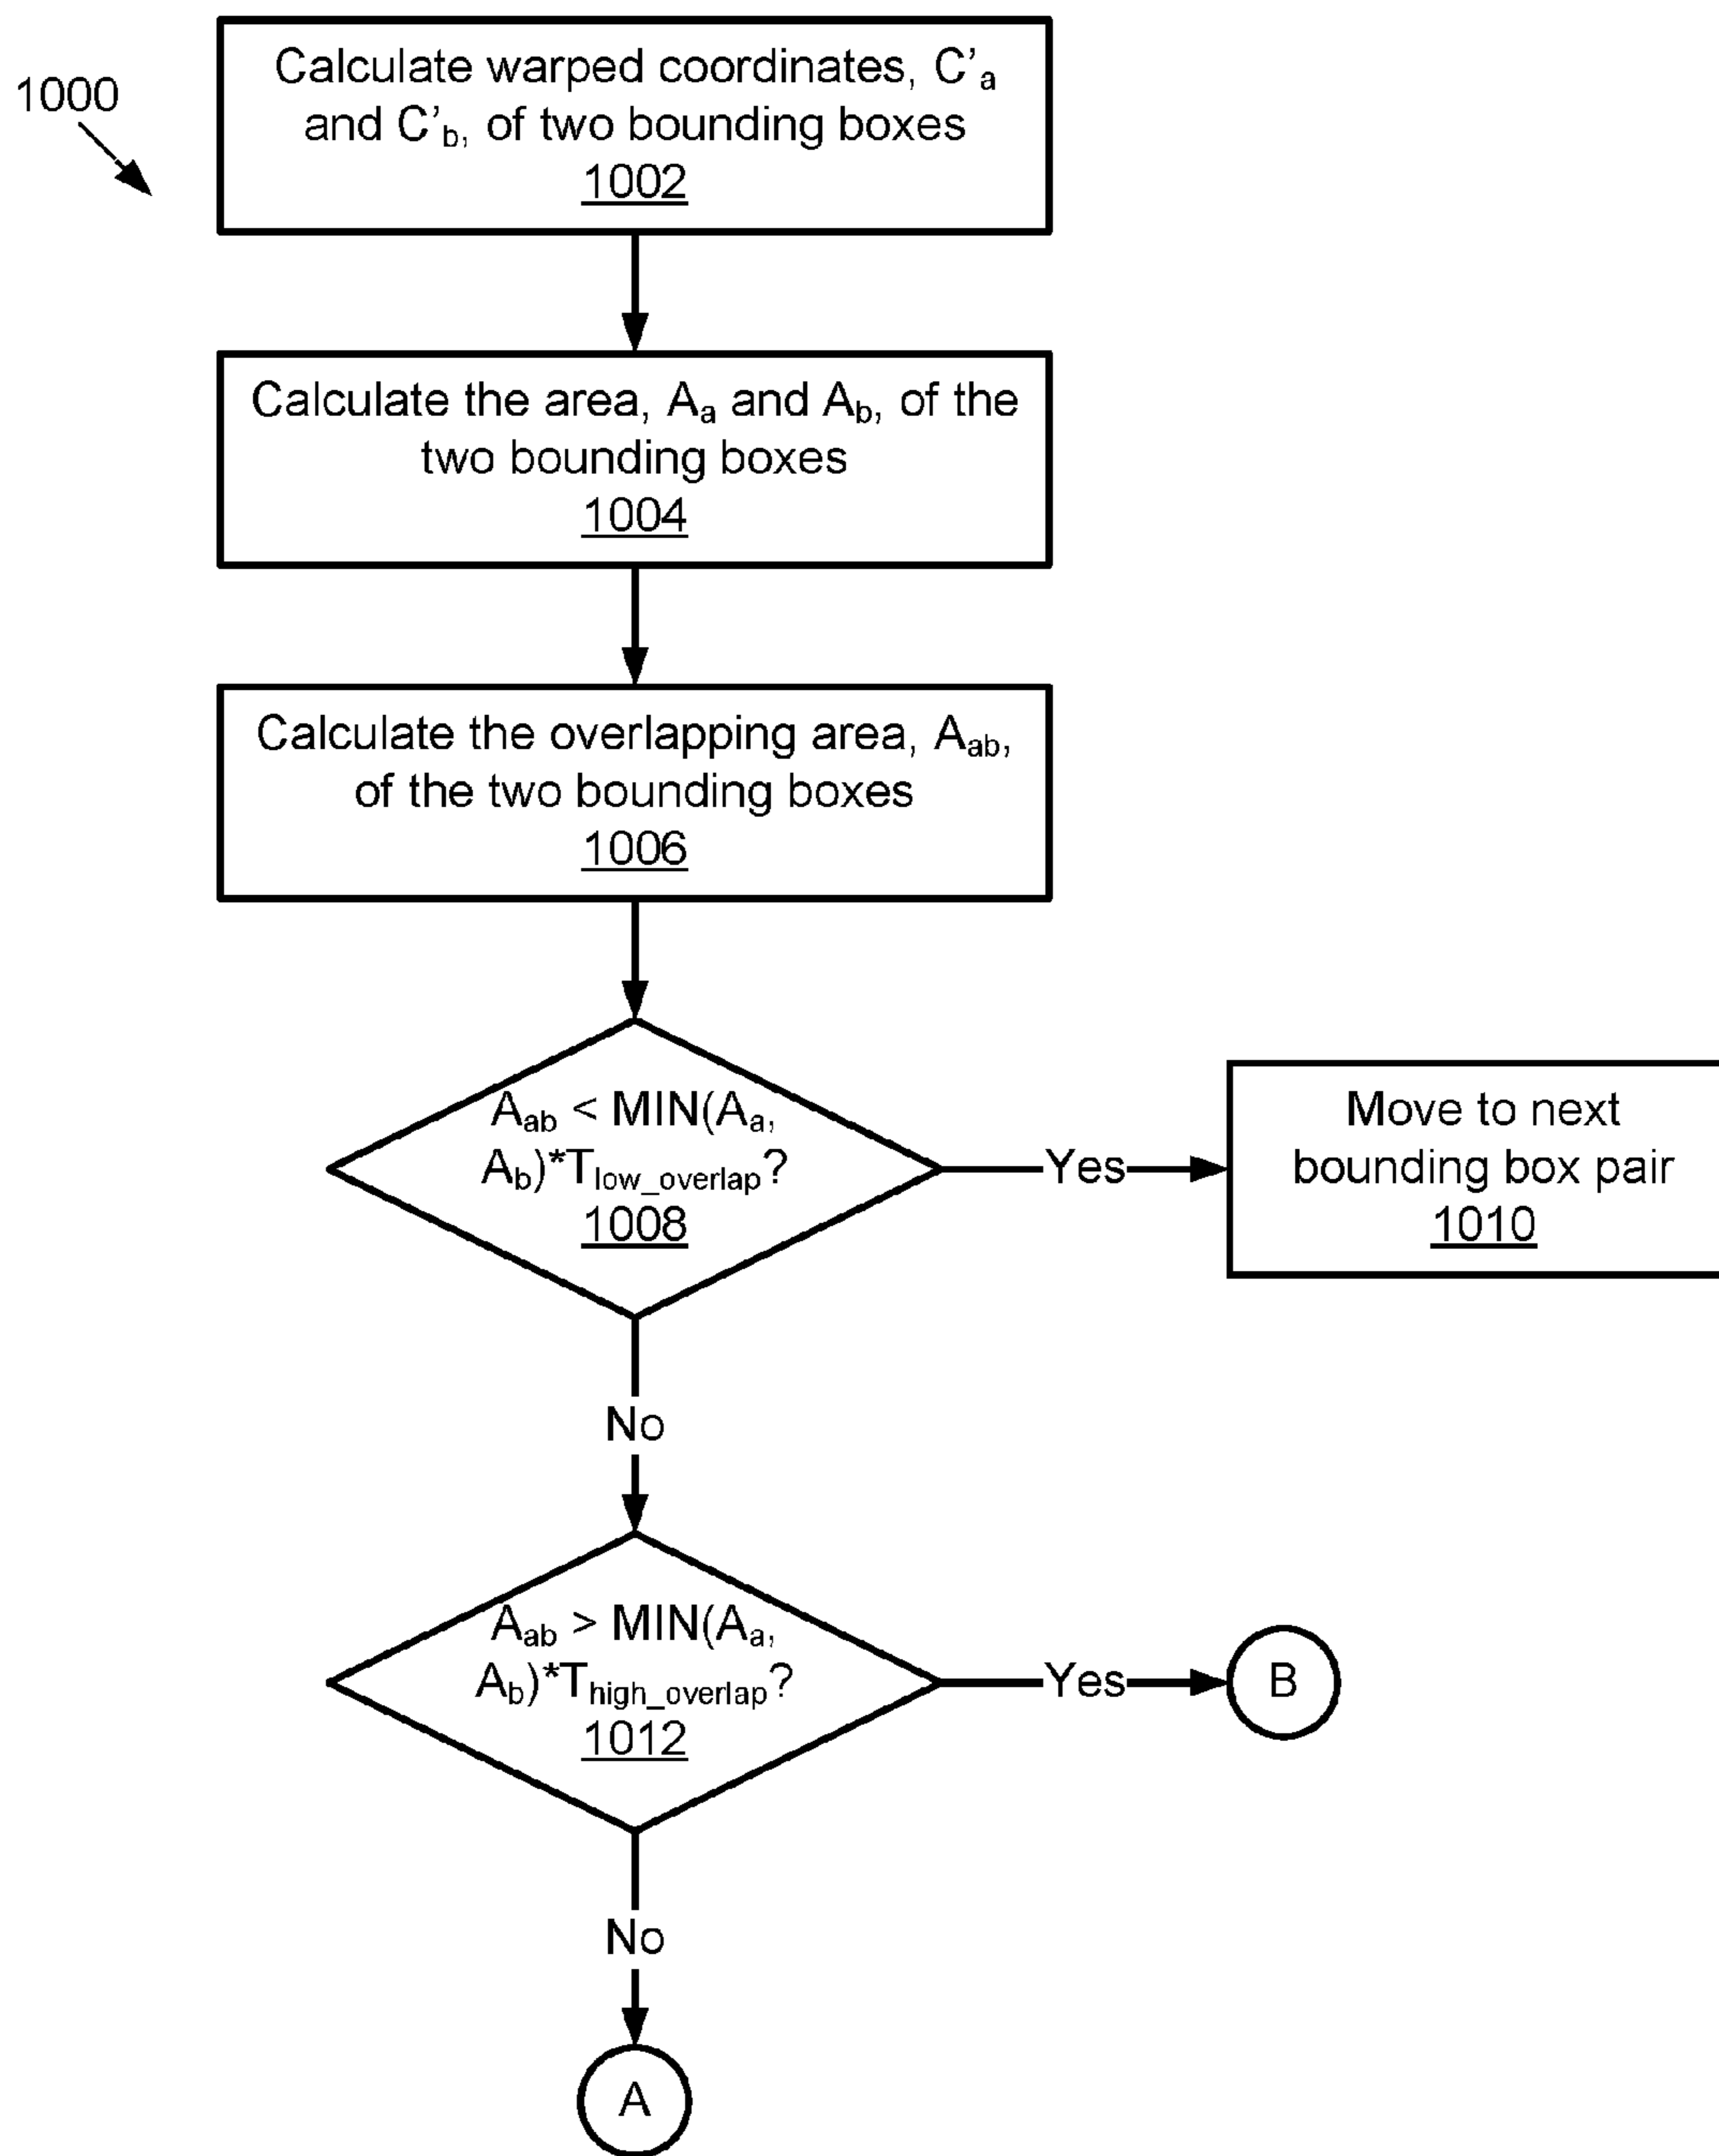 1000
Calculate warped coordinates, C'a
and C'b, of two bounding boxes
1002
Calculate the area, Aa and Ab, of the
two bounding boxes
1004
Calculate the overlapping area, Aab,
of the two bounding boxes
1006
Aab < MIN(Aa,
Ab)*Tlow_overlap?
1008
Yes
Move to next
bounding box pair
1010
No
Aab > MIN(Aa,
Ab)*Thigh_overlap?
1012
Yes
B
No
A